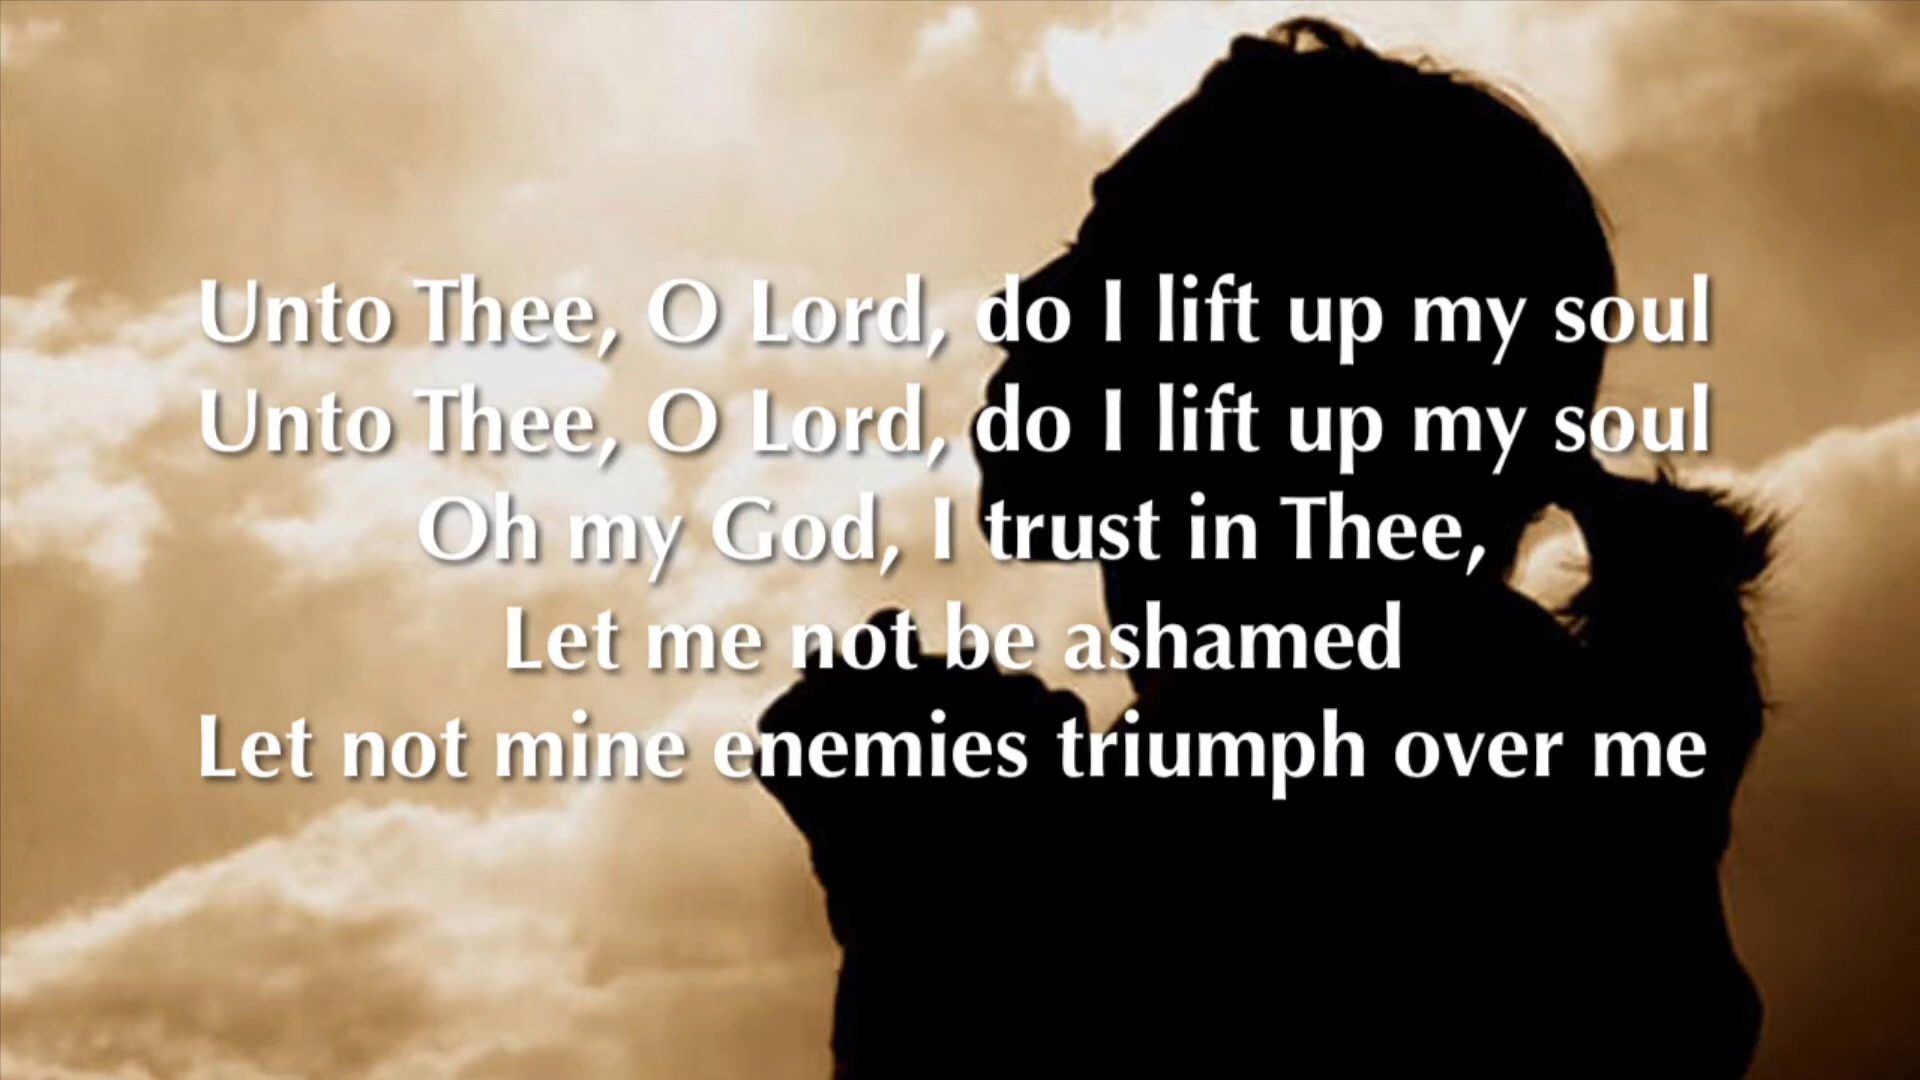 Unto Thee, O Lord, do I lift up my soul
Unto Thee, O Lord, do I lift up my soul
Oh my God, I trust in Thee,
Let me not be ashamed
Let not mine enemies triumph over me